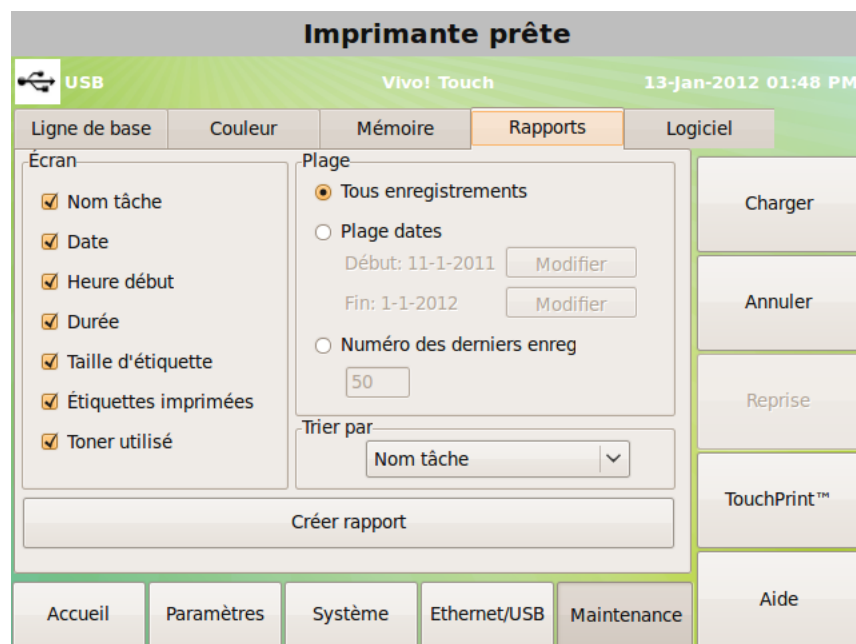 Imprimante prête
USB Vivo! Touch 13-Jan-2012 01:48 PM
Ligne de base Couleur Mémoire Rapports Logiciel
Écran
Nom tâche
Date
Heure début
Durée
Taille d'étiquette
Étiquettes imprimées
Toner utilisé
Plage
Tous enregistrements
Plage dates
Début: 11-1-2011 Modifier
Fin: 1-1-2012 Modifier
Numéro des derniers enreg
50
Trier par
Nom tâche
Créer rapport
Charger
Annuler
Reprise
TouchPrint™
Aide
Accueil Paramètres Système Ethernet/USB Maintenance